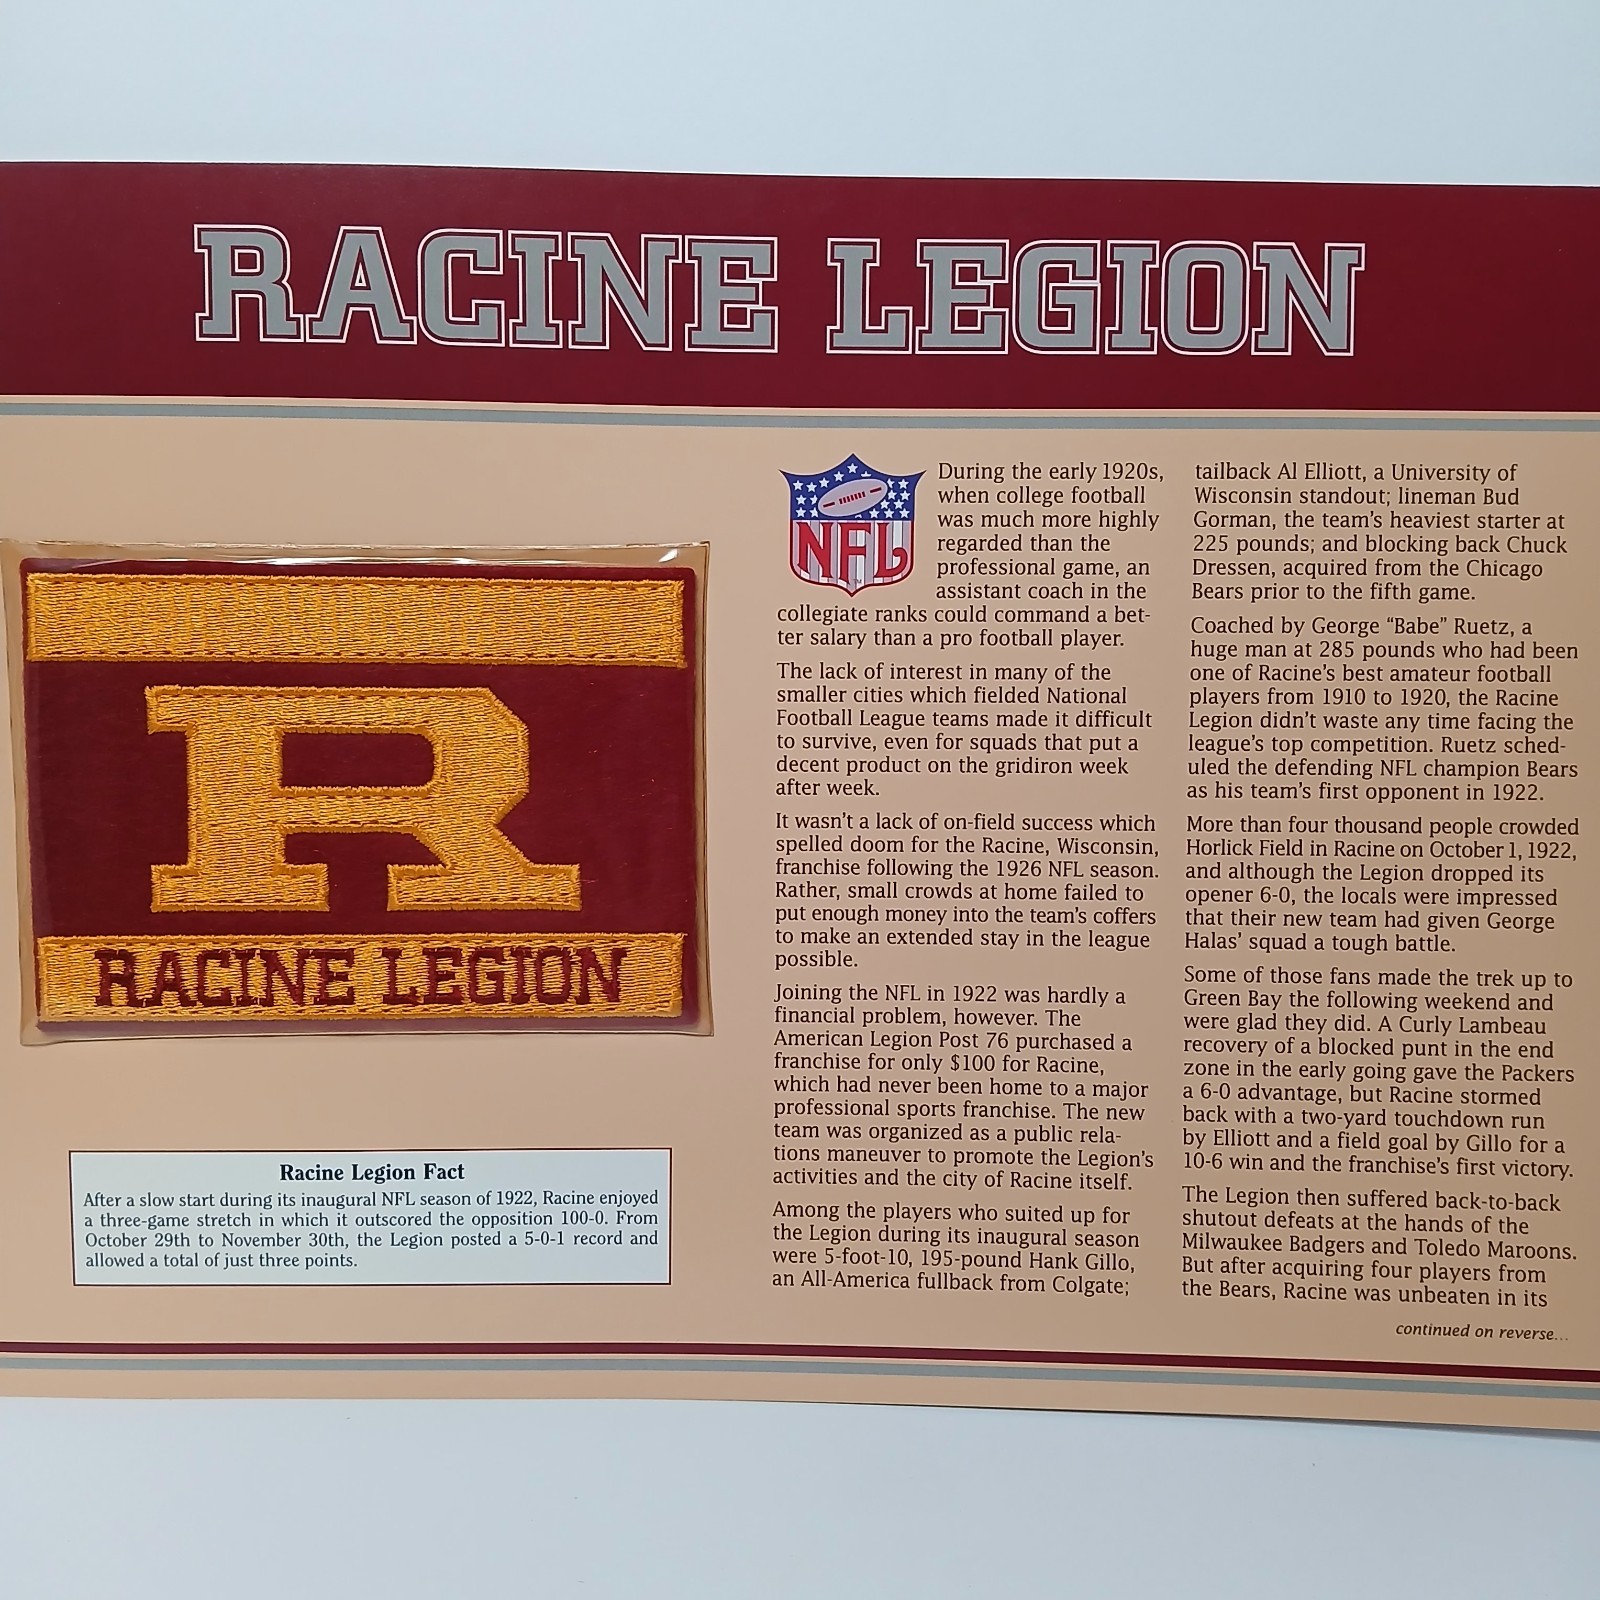 RACINE LEGION
R
RACINE LEGION
Racine Legion Fact
After a slow start during its inaugural NFL season of 1922, Racine enjoyed
a three-game stretch in which it outscored the opposition 100-0. From
October 29th to November 30th, the Legion posted a 5-0-1 record and
allowed a total of just three points.
NFL
TM
During the early 1920s,
when college football
was much more highly
regarded than the
professional game, an
assistant coach in the
collegiate ranks could command a bet-
ter salary than a pro football player.
The lack of interest in many of the
smaller cities which fielded National
Football League teams made it difficult
to survive, even for squads that put a
decent product on the gridiron week
after week.
It wasn't a lack of on-field success which
spelled doom for the Racine, Wisconsin,
franchise following the 1926 NFL season.
Rather, small crowds at home failed to
put enough money into the team's coffers
to make an extended stay in the league
possible.
Joining the NFL in 1922 was hardly a
financial problem, however. The
American Legion Post 76 purchased a
franchise for only $100 for Racine,
which had never been home to a major
professional sports franchise. The new
team was organized as a public rela-
tions maneuver to promote the Legion's
activities and the city of Racine itself.
Among the players who suited up for
the Legion during its inaugural season
were 5-foot-10, 195-pound Hank Gillo,
an All-America fullback from Colgate;
tailback Al Elliott, a University of
Wisconsin standout; lineman Bud
Gorman, the team's heaviest starter at
225 pounds; and blocking back Chuck
Dressen, acquired from the Chicago
Bears prior to the fifth game.
Coached by George “Babe” Ruetz, a
huge man at 285 pounds who had been
one of Racine's best amateur football
players from 1910 to 1920, the Racine
Legion didn't waste any time facing the
league's top competition. Ruetz sched-
uled the defending NFL champion Bears
as his team's first opponent in 1922.
More than four thousand people crowded
Horlick Field in Racine on October 1, 1922,
and although the Legion dropped its
opener 6-0, the locals were impressed
that their new team had given George
Halas' squad a tough battle.
Some of those fans made the trek up to
Green Bay the following weekend and
were glad they did. A Curly Lambeau
recovery of a blocked punt in the end
zone in the early going gave the Packers
a 6-0 advantage, but Racine stormed
back with a two-yard touchdown run
by Elliott and a field goal by Gillo for a
10-6 win and the franchise's first victory.
The Legion then suffered back-to-back
shutout defeats at the hands of the
Milwaukee Badgers and Toledo Maroons.
But after acquiring four players from
the Bears, Racine was unbeaten in its
continued on reverse...